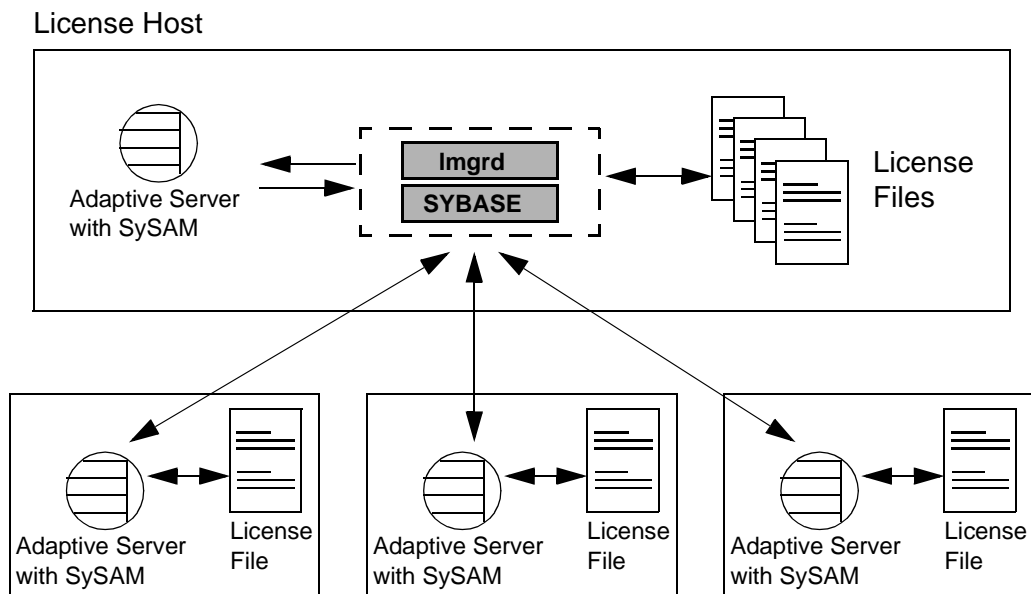 License Host
lmgrd
SYBASE
Adaptive Server
with SySAM
License
Files
Adaptive Server
with SySAM
License
File
Adaptive Server
with SySAM
License
File
Adaptive Server
with SySAM
License
File